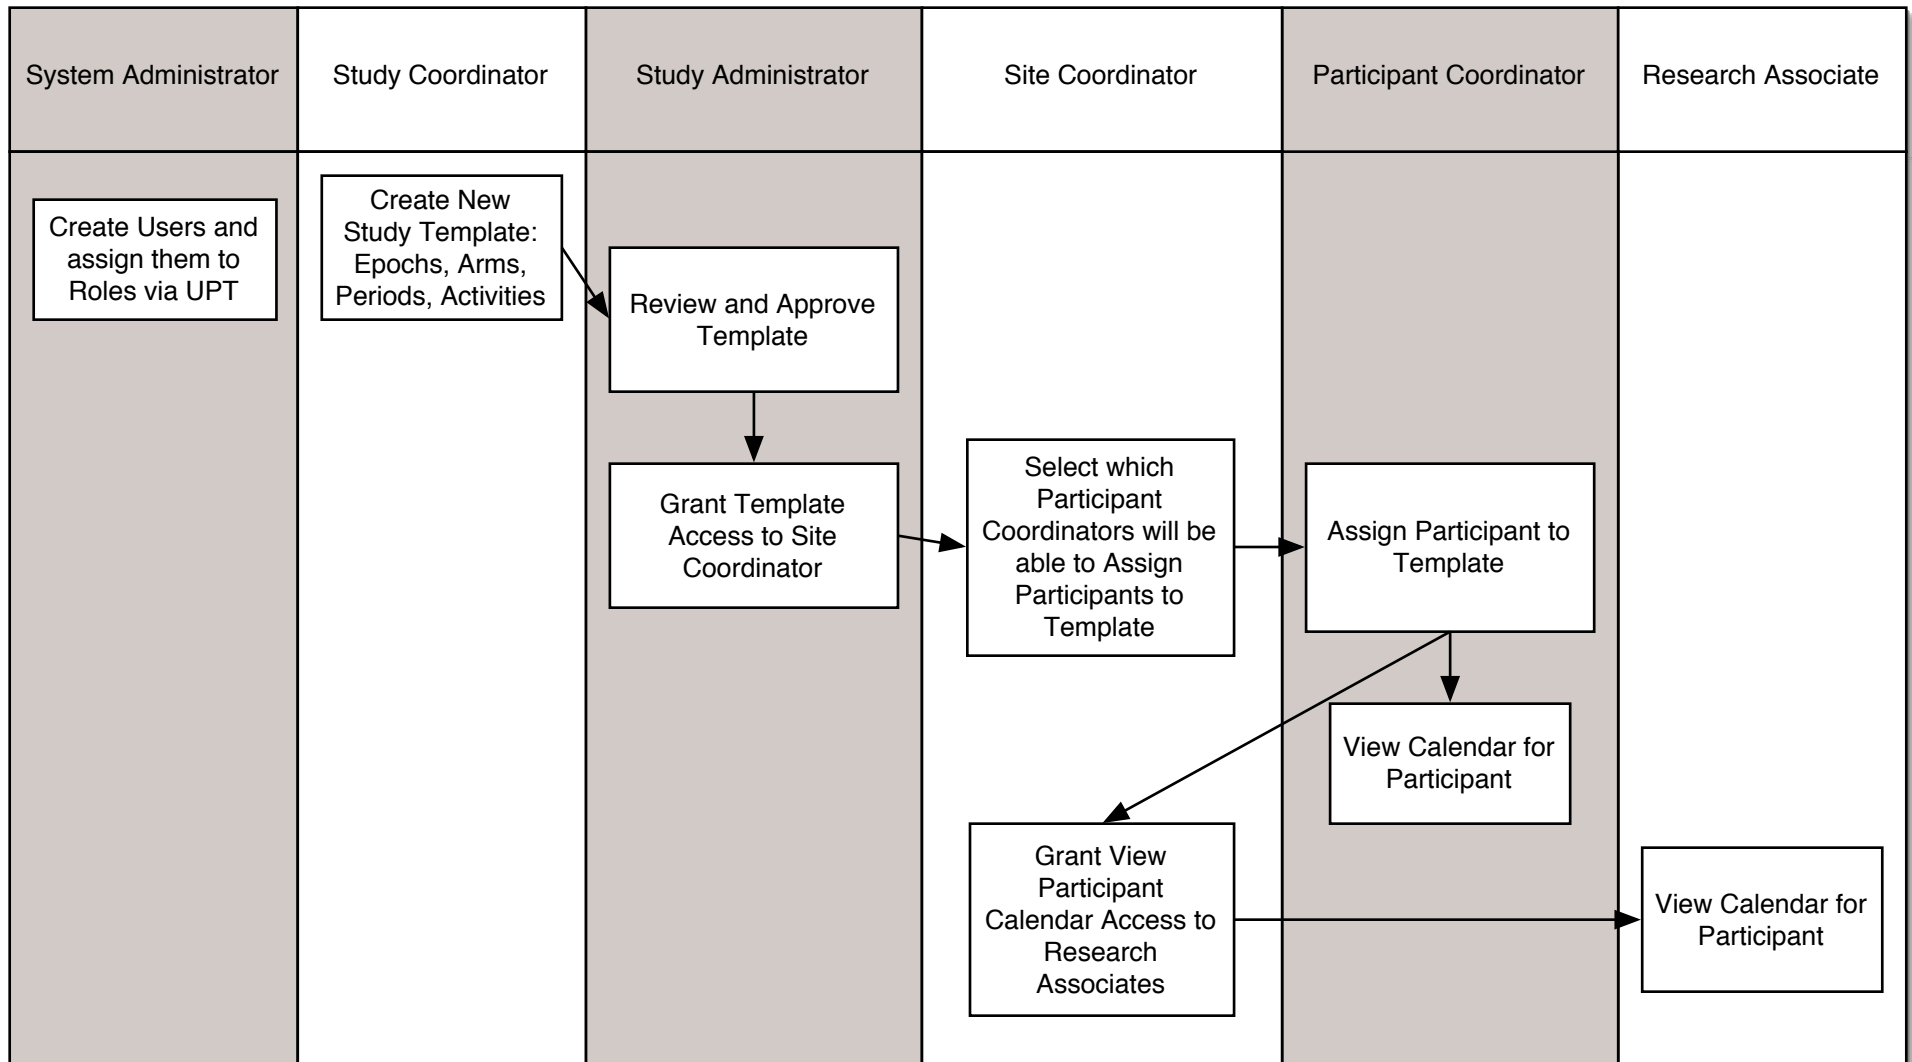 System Administrator
Study Coordinator
Study Administrator
Site Coordinator
Participant Coordinator
Research Associate
Create Users and
assign them to
Roles via UPT
Create New
Study Template:
Epochs, Arms,
Periods, Activities
Review and Approve
Template
Grant Template
Access to Site
Coordinator
Select which
Participant
Coordinators will be
able to Assign
Participants to
Template
Assign Participant to
Template
View Calendar for
Participant
Grant View
Participant
Calendar Access to
Research
Associates
View Calendar for
Participant